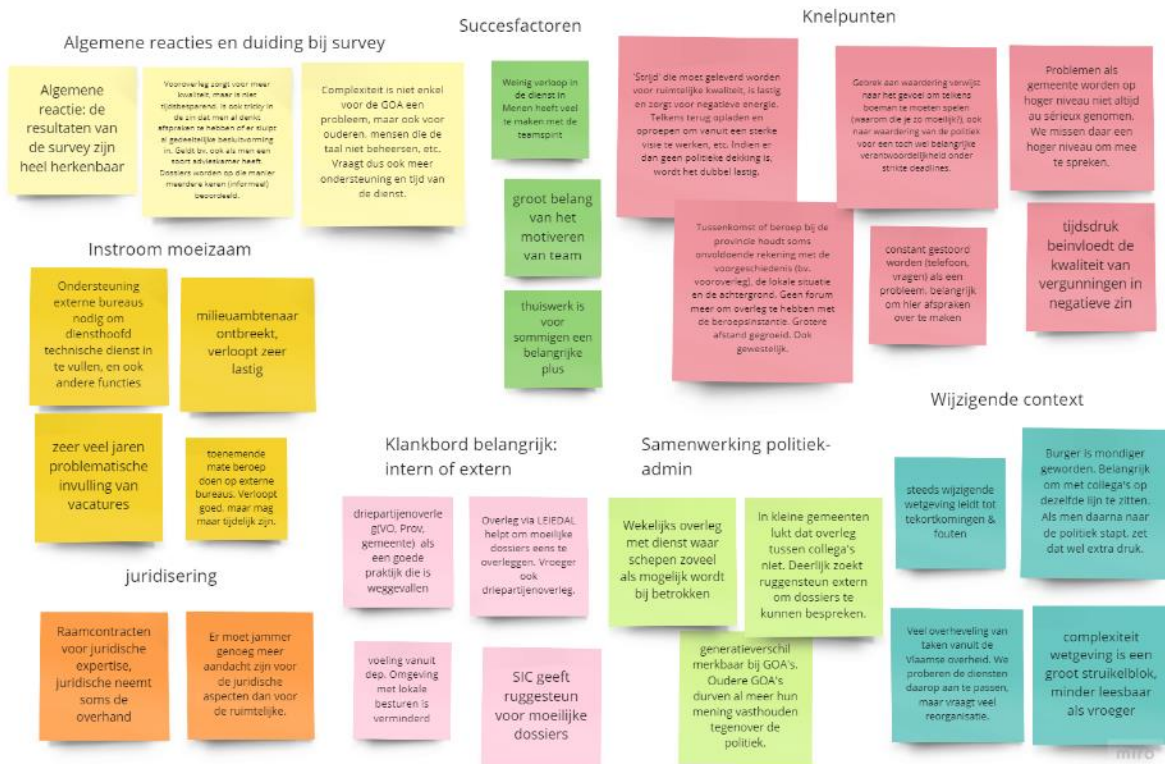 Algemene reacties en duiding bij survey
Algemene
reactie: de
resultaten van
de survey zijn
heel herkenbaar
Vooroverleg zorgt voor meer
kwaliteit, maar is niet
tijdsbesparend. Is ook tricky in
de zin dat men al denkt
afspraken te hebben of er sluipt
al gedeeltelijke besluitvorming
in. Geldt bv. ook als men een
soort advieskamer heeft.
Dossiers worden op die manier
meerdere keren (informeel)
beoordeeld.
Complexiteit is niet enkel
voor de GOA een
probleem, maar ook voor
ouderen, mensen die de
taal niet beheersen, etc.
Vraagt dus ook meer
ondersteuning en tijd van
de dienst.
Succesfactoren
Weinig verloop in
de dienst in
Menen heeft veel
te maken met de
teamspint
groot belang
van het
motiveren
van team
thuiswerk is
voor
sommigen een
belangrijke
plus
Knelpunten
'Strijd' die moet geleverd worden
voor ruimtelijke kwaliteit, is lastig
en zorgt voor negatieve energie.
Telkens terug opladen en
oproepen om vanuit een sterke
visie te werken, etc. Indien er
dan geen politieke dekking is,
wordt het dubbel lastig.
Gebrek aan waardering verwijst
naar het gevoel om telkens
boeman te moeten spelen
(waarom die je zo moeilijk?), ook
naar waardering van de politiek
voor een toch wel belangrijke
verantwoordelijkheid onder
strikte deadlines.
Problemen als
gemeente worden op
hoger niveau niet altijd
au sérieux genomen.
We missen daar een
hoger niveau om mee
te spreken.
Tussenkomst of beroep bij de
provincie houdt soms
onvoldoende rekening met de
voorgeschiedenis (bv.
vooroverleg), de lokale situatie
en de achtergrond. Geen forum
meer om overleg te hebben met
de beroepsinstantie. Grotere
afstand gegroeid. Ook
gewestelijk.
constant gestoord
worden (telefoon,
vragen) als een
probleem. belangrijk
om hier afspraken
over te maken
tijdsdruk
beinvloedt de
kwaliteit van
vergunningen in
negatieve zin
Instroom moeizaam
Ondersteuning
externe bureaus
nodig om
diensthoofd
technische dienst in
te vullen, en ook
andere functies
milieuambtenaar
ontbreekt,
verloopt zeer
lastig
zeer veel jaren
problematische
invulling van
vacatures
toenemende
mate beroep
doen op externe
bureaus. Verloopt
goed, maar mag
maar tijdelijk zijn.
juridisering
Raamcontracten
voor juridische
expertise,
juridische neemt
soms de
overhand
Er moet jammer
genoeg meer
aandacht zijn voor
de juridische
aspecten dan voor
de ruimtelijke.
Klankbord belangrijk:
intern of extern
driepartijenoverle
g(VO, Prov,
gemeente) als
een goede
praktijk die is
weggevallen
Overleg via LEIEDAL
helpt om moeilijke
dossiers eens te
overleggen. Vroeger
ook
driepartijenoverleg.
voeling vanuit
dep. Omgeving
met lokale
besturen is
verminderd
SIC geeft
ruggesteun
voor moeilijke
dossiers
Samenwerking politiek-
admin
Wekelijks overleg
met dienst waar
schepen zoveel
als mogelijk wordt
bij betrokken
In kleine gemeenten
lukt dat overleg
tussen collega's
niet. Deerlijk zoekt
ruggensteun extern
om dossiers te
kunnen bespreken.
generatieverschil
merkbaar bij GOA's.
Oudere GOA's
durven al meer hun
mening vasthouden
tegenover de
politiek.
Wijzigende context
steeds wijzigende
wetgeving leidt tot
tekortkomingen &
fouten
Burger is mondiger
geworden. Belangrijk
om met collega's op
dezelfde lijn te zitten.
Als men daarna naar
de politiek stapt, zet
dat wel extra druk.
Veel overheveling van
taken vanuit de
Vlaamse overheid. We
proberen de diensten
daarop aan te passen,
maar vraagt veel
reorganisatie.
complexiteit
wetgeving is een
groot struikelblok,
minder leesbaar
als vroeger
miro